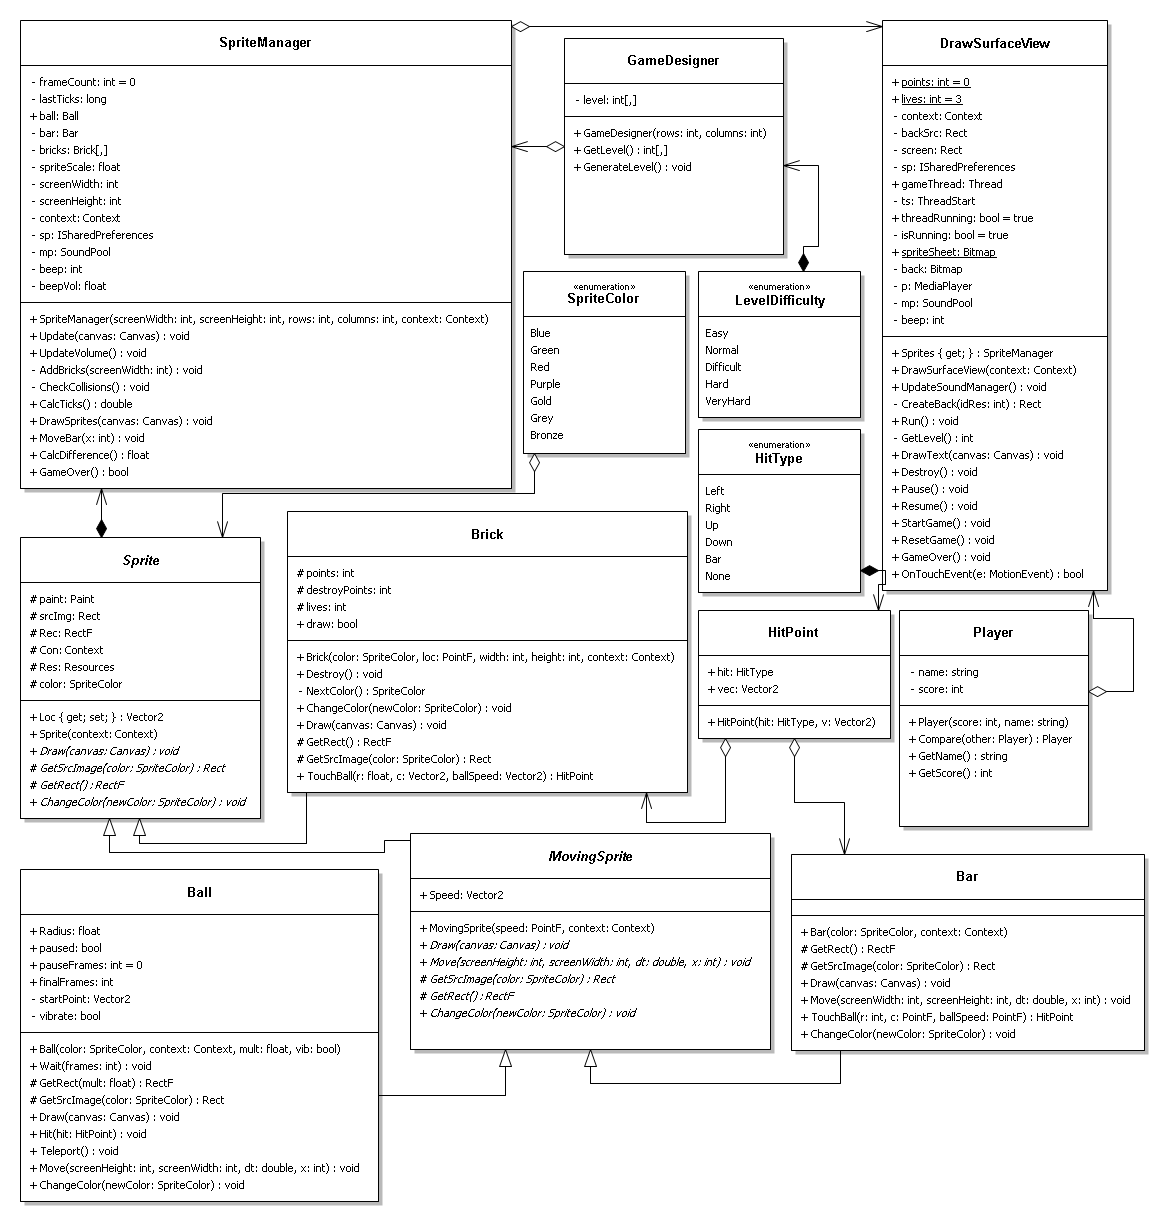 SpriteManager
- frameCount: int = 0
- lastTicks: long
+ ball: Ball
- bar: Bar
- bricks: Brick[,]
- spriteScale: float
- screenWidth: int
- screenHeight: int
- context: Context
- sp: ISharedPreferences
- mp: SoundPool
- beep: int
- beepVol: float
+ SpriteManager(screenWidth: int, screenHeight: int, rows: int, columns: int, context: Context)
+ Update(canvas: Canvas) : void
+ UpdateVolume() : void
- AddBricks(screenWidth: int) : void
- CheckCollisions() : void
+ CalcTicks() : double
+ DrawSprites(canvas: Canvas) : void
+ MoveBar(x: int) : void
+ CalcDifference() : float
+ GameOver() : bool
GameDesigner
- level: int[,]
+ GameDesigner(rows: int, columns: int)
+ GetLevel() : int[,]
+ GenerateLevel() : void
DrawSurfaceView
+ points: int = 0
+ lives: int = 3
- context: Context
- backSrc: Rect
- screen: Rect
- sp: ISharedPreferences
+ gameThread: Thread
- ts: ThreadStart
+ threadRunning: bool = true
- isRunning: bool = true
+ spriteSheet: Bitmap
- back: Bitmap
- p: MediaPlayer
- mp: SoundPool
- beep: int
+ Sprites { get; } : SpriteManager
+ DrawSurfaceView(context: Context)
+ UpdateSoundManager() : void
- CreateBack(idRes: int) : Rect
+ Run() : void
- GetLevel() : int
+ DrawText(canvas: Canvas) : void
+ Destroy() : void
+ Pause() : void
+ Resume() : void
+ StartGame() : void
+ ResetGame() : void
+ GameOver() : void
+ OnTouchEvent(e: MotionEvent) : bool
«enumeration»
SpriteColor
Blue
Green
Red
Purple
Gold
Grey
Bronze
«enumeration»
LevelDifficulty
Easy
Normal
Difficult
Hard
VeryHard
«enumeration»
HitType
Left
Right
Up
Down
Bar
None
Sprite
# paint: Paint
# srcImg: Rect
# Rec: RectF
# Con: Context
# Res: Resources
# color: SpriteColor
+ Loc { get; set; } : Vector2
+ Sprite(context: Context)
+ Draw(canvas: Canvas) : void
# GetSrcImage(color: SpriteColor) : Rect
# GetRect() : RectF
+ ChangeColor(newColor: SpriteColor) : void
Brick
# points: int
# destroyPoints: int
# lives: int
+ draw: bool
+ Brick(color: SpriteColor, loc: PointF, width: int, height: int, context: Context)
+ Destroy() : void
- NextColor() : SpriteColor
+ ChangeColor(newColor: SpriteColor) : void
+ Draw(canvas: Canvas) : void
# GetRect() : RectF
# GetSrcImage(color: SpriteColor) : Rect
+ TouchBall(r: float, c: Vector2, ballSpeed: Vector2) : HitPoint
HitPoint
+ hit: HitType
+ vec: Vector2
+ HitPoint(hit: HitType, v: Vector2)
Player
- name: string
- score: int
+ Player(score: int, name: string)
+ Compare(other: Player) : Player
+ GetName() : string
+ GetScore() : int
Ball
+ Radius: float
+ paused: bool
+ pauseFrames: int = 0
+ finalFrames: int
- startPoint: Vector2
- vibrate: bool
+ Ball(color: SpriteColor, context: Context, mult: float, vib: bool)
+ Wait(frames: int) : void
# GetRect(mult: float) : RectF
# GetSrcImage(color: SpriteColor) : Rect
+ Draw(canvas: Canvas) : void
+ Hit(hit: HitPoint) : void
+ Teleport() : void
+ Move(screenHeight: int, screenWidth: int, dt: double, x: int) : void
+ ChangeColor(newColor: SpriteColor) : void
MovingSprite
+ Speed: Vector2
+ MovingSprite(speed: PointF, context: Context)
+ Draw(canvas: Canvas) : void
+ Move(screenHeight: int, screenWidth: int, dt: double, x: int) : void
# GetSrcImage(color: SpriteColor) : Rect
# GetRect() : RectF
+ ChangeColor(newColor: SpriteColor) : void
Bar
+ Bar(color: SpriteColor, context: Context)
# GetRect() : RectF
# GetSrcImage(color: SpriteColor) : Rect
+ Draw(canvas: Canvas) : void
+ Move(screenWidth: int, screenHeight: int, dt: double, x: int) : void
+ TouchBall(r: int, c: PointF, ballSpeed: PointF) : HitPoint
+ ChangeColor(newColor: SpriteColor) : void